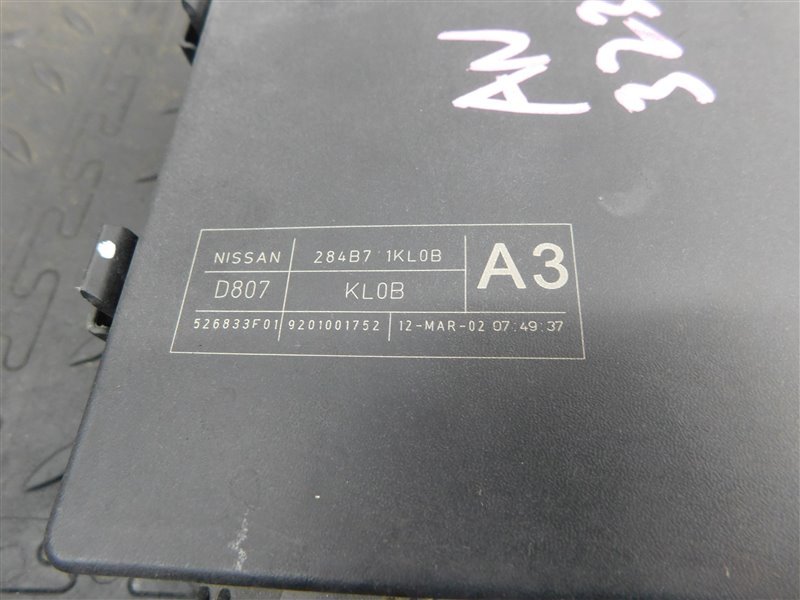 AN
323
NISSAN 284B7 1KL0B A3
D807 KL0B
526833F01 9201001752 12-MAR-02 07:49:37